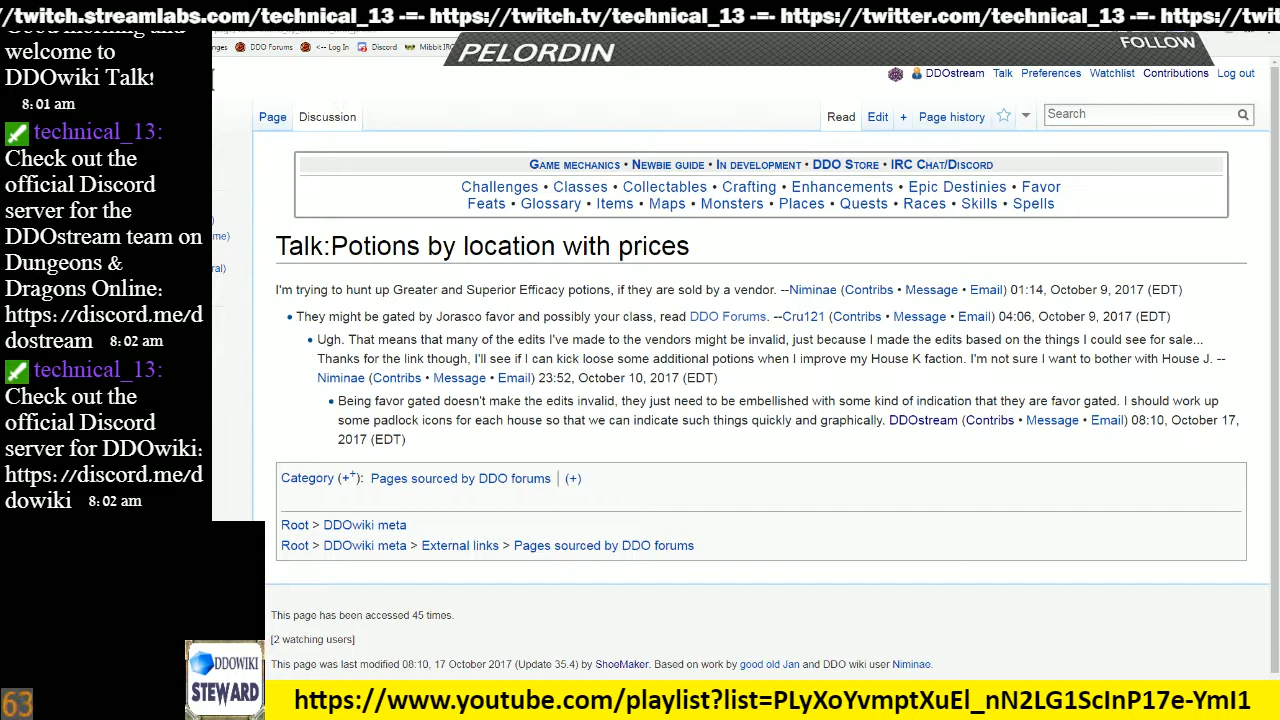 /twitch.streamlabs.com/technical_13 -=- https://twitch.tv/technical_13 -=- https://twitter.com/technical_13 -=- https://twit
Good morning and
welcome to
DDOwiki Talk!
8:01 am
technical_13:
Check out the
official Discord
server for the
DDOstream team on
Dungeons &
Dragons Online:
https://discord.me/d
dostream 8:02 am
technical_13:
Check out the
official Discord
server for DDOwiki:
https://discord.me/d
dowiki 8:02 am
nges DDO Forums <-- Log In Discord Mibbit IRC
PELORDIN
FOLLOW
DDOstream Talk Preferences Watchlist Contributions Log out
Page Discussion Read Edit + Page history Search
GAME MECHANICS • NEWBIE GUIDE • IN DEVELOPMENT • DDO STORE • IRC CHAT/DISCORD
Challenges • Classes • Collectables • Crafting • Enhancements • Epic Destinies • Favor
Feats • Glossary • Items • Maps • Monsters • Places • Quests • Races • Skills • Spells
)
me)
ral)
Talk:Potions by location with prices
I'm trying to hunt up Greater and Superior Efficacy potions, if they are sold by a vendor. --Niminae (Contribs • Message • Email) 01:14, October 9, 2017 (EDT)
• They might be gated by Jorasco favor and possibly your class, read DDO Forums. --Cru121 (Contribs • Message • Email) 04:06, October 9, 2017 (EDT)
• Ugh. That means that many of the edits I've made to the vendors might be invalid, just because I made the edits based on the things I could see for sale...
Thanks for the link though, I'll see if I can kick loose some additional potions when I improve my House K faction. I'm not sure I want to bother with House J. --
Niminae (Contribs • Message • Email) 23:52, October 10, 2017 (EDT)
• Being favor gated doesn't make the edits invalid, they just need to be embellished with some kind of indication that they are favor gated. I should work up
some padlock icons for each house so that we can indicate such things quickly and graphically. DDOstream (Contribs • Message • Email) 08:10, October 17,
2017 (EDT)
Category (++): Pages sourced by DDO forums | (+)
Root > DDOwiki meta
Root > DDOwiki meta > External links > Pages sourced by DDO forums
This page has been accessed 45 times.
[2 watching users]
This page was last modified 08:10, 17 October 2017 (Update 35.4) by ShoeMaker. Based on work by good old Jan and DDO wiki user Niminae.
DDOWIKI
STEWARD
63
https://www.youtube.com/playlist?list=PLyXoYvmptXuEl_nN2LG1ScInP17e-YmI1